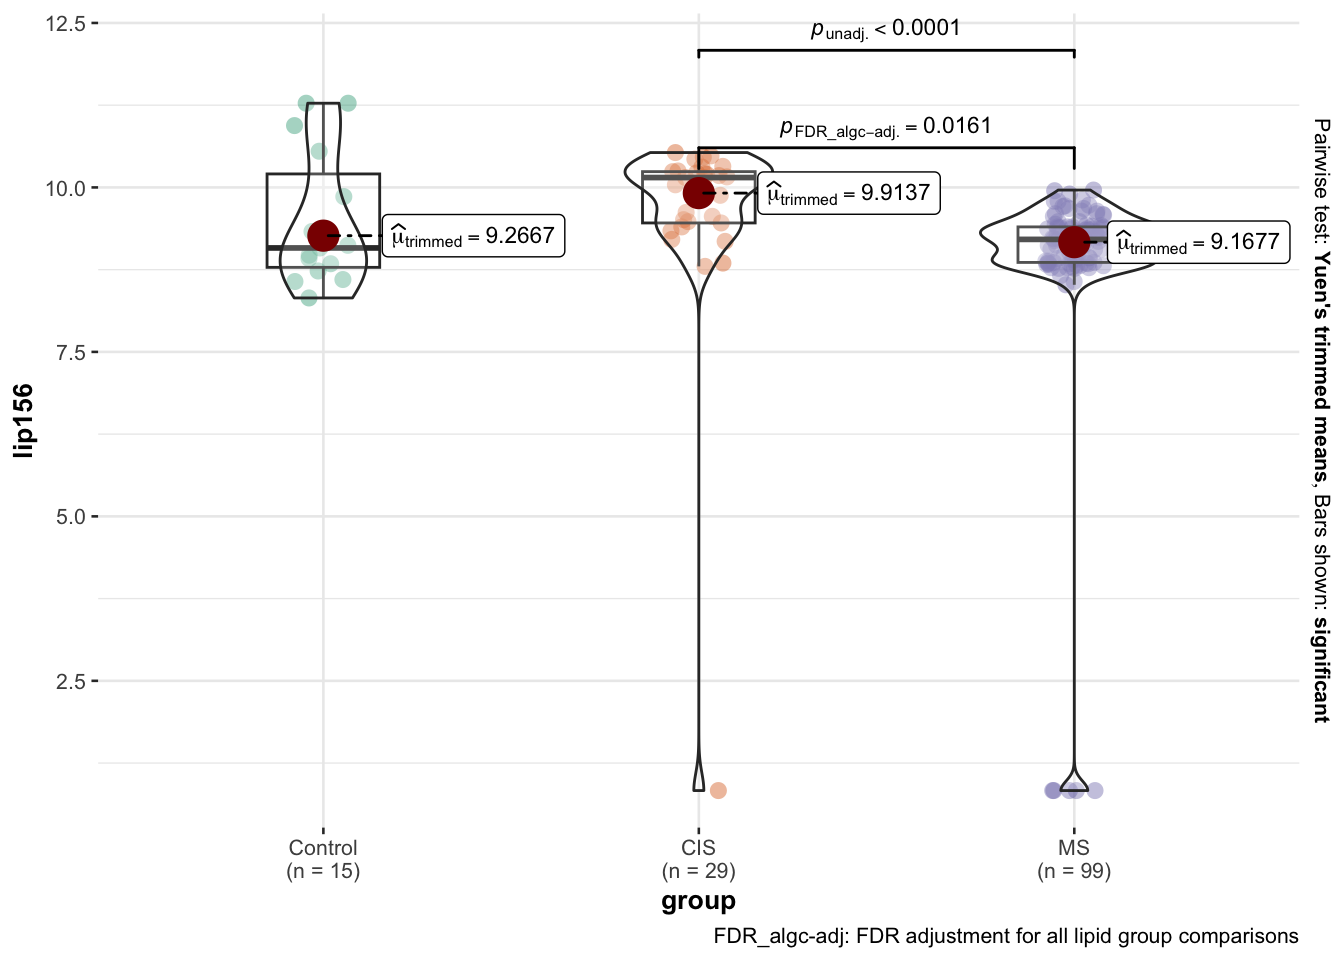 12.5
10.0
7.5
5.0
2.5
lip156
p unadj. < 0.0001
p FDR_algc−adj. = 0.0161
μ̂ trimmed = 9.2667
μ̂ trimmed = 9.9137
μ̂ trimmed = 9.1677
Control
(n = 15)
CIS
(n = 29)
MS
(n = 99)
group
FDR_algc-adj: FDR adjustment for all lipid group comparisons
Pairwise test: Yuen's trimmed means, Bars shown: significant